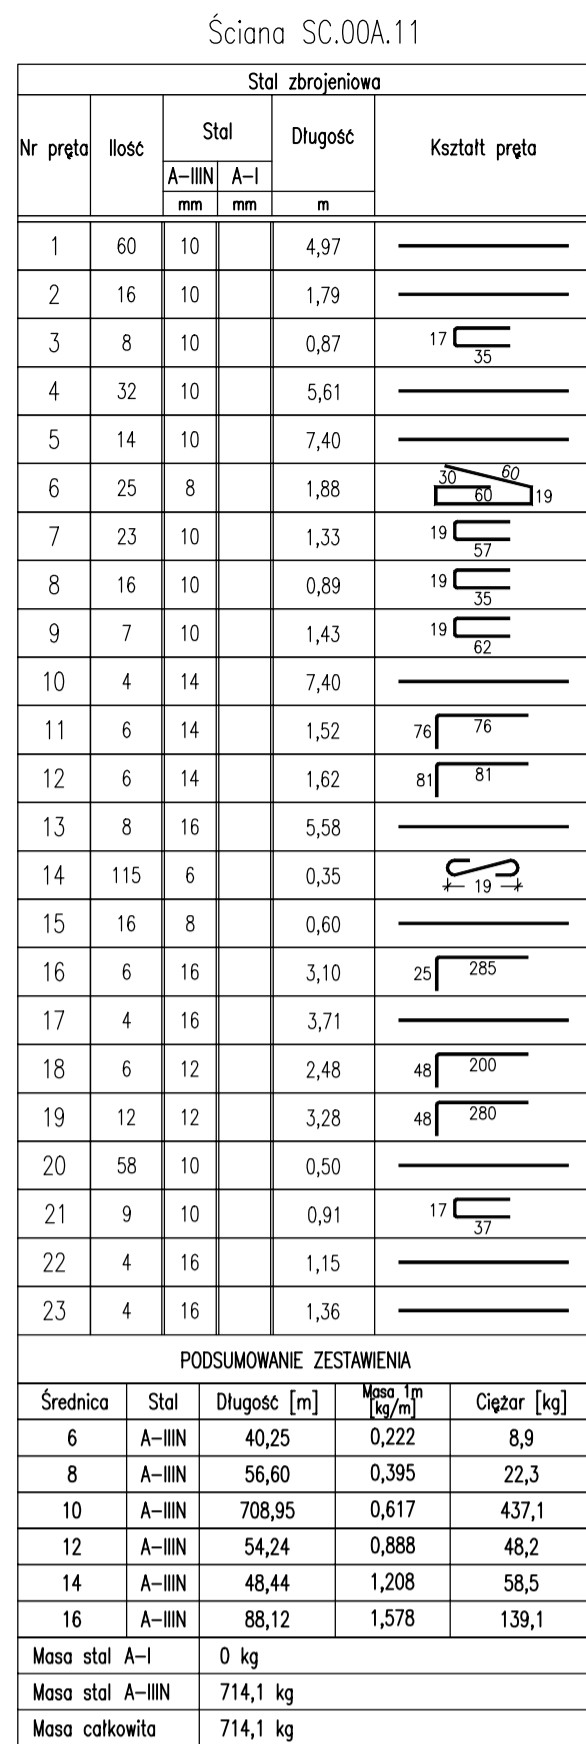 Ściana SC.00A.11
Stal zbrojeniowa
Nr pręta Ilość Stal Długość Kształt pręta
A-IIIN A-I
mm mm m
1 60 10 4,97
2 16 10 1,79
3 8 10 0,87 17 35
4 32 10 5,61
5 14 10 7,40
6 25 8 1,88 30 60 60 19
7 23 10 1,33 19 57
8 16 10 0,89 19 35
9 7 10 1,43 19 62
10 4 14 7,40
11 6 14 1,52 76 76
12 6 14 1,62 81 81
13 8 16 5,58
14 115 6 0,35 19
15 16 8 0,60
16 6 16 3,10 25 285
17 4 16 3,71
18 6 12 2,48 48 200
19 12 12 3,28 48 280
20 58 10 0,50
21 9 10 0,91 17 37
22 4 16 1,15
23 4 16 1,36
PODSUMOWANIE ZESTAWIENIA
Średnica Stal Długość [m] Masa 1m [kg/m] Ciężar [kg]
6 A-IIIN 40,25 0,222 8,9
8 A-IIIN 56,60 0,395 22,3
10 A-IIIN 708,95 0,617 437,1
12 A-IIIN 54,24 0,888 48,2
14 A-IIIN 48,44 1,208 58,5
16 A-IIIN 88,12 1,578 139,1
Masa stal A-I 0 kg
Masa stal A-IIIN 714,1 kg
Masa całkowita 714,1 kg